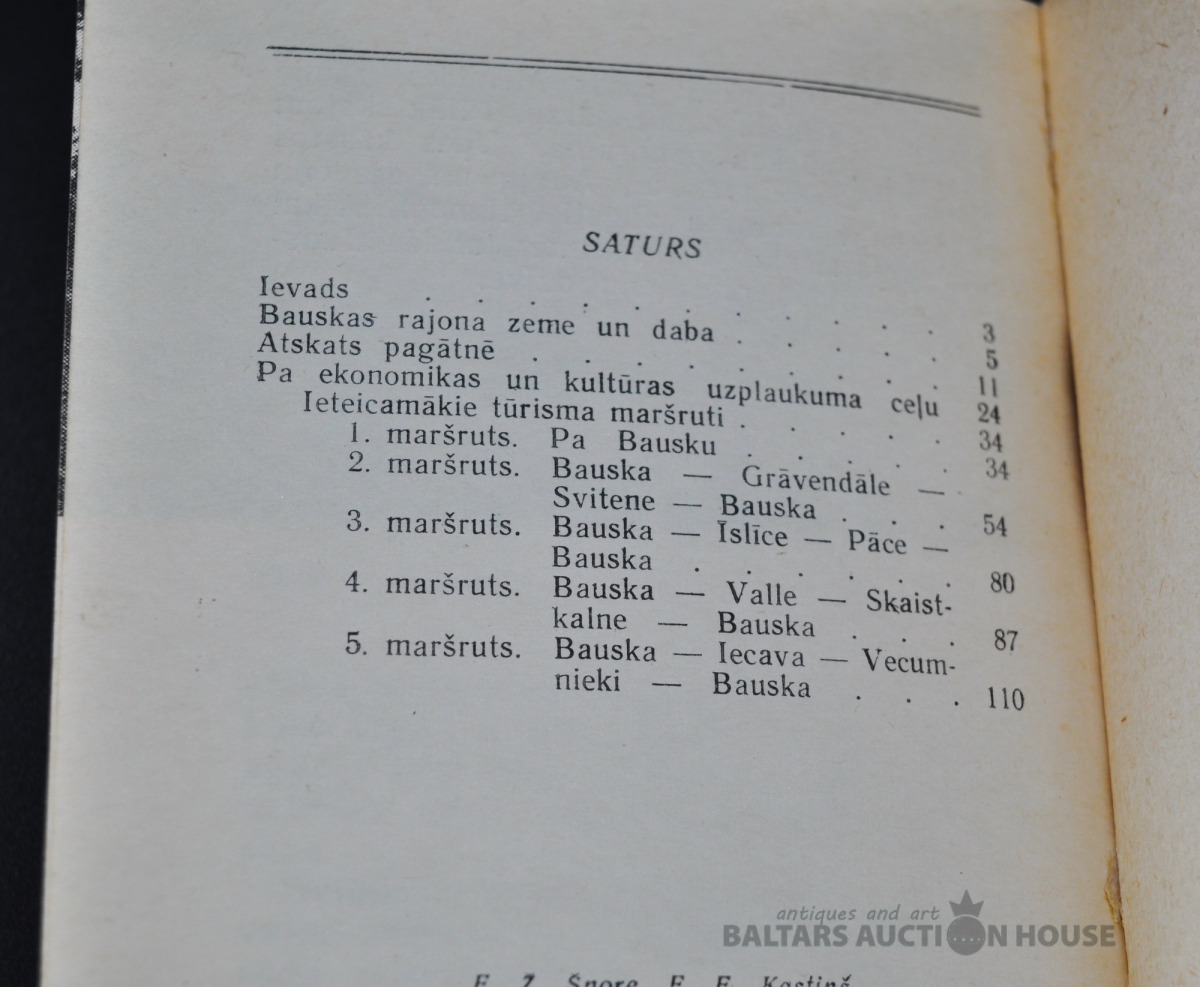 SATURS
Ievads . . . . . . . . . . . 3
Bauskas rajona zeme un daba . . . . . 5
Atskats pagātnē . . . . . . . . . 11
Pa ekonomikas un kultūras uzplaukuma ceļu 24
Ieteicamākie tūrisma maršruti . . . . . 34
1. maršruts. Pa Bausku . . . . . 34
2. maršruts. Bauska — Grāvendāle —
Svitene — Bauska . . . 54
3. maršruts. Bauska — Īslīce — Pāce —
Bauska . . . . . . 80
4. maršruts. Bauska — Valle — Skaist-
kalne — Bauska . . . 87
5. maršruts. Bauska — Iecava — Vecum-
nieki — Bauska . . . 110
antiques and art
BALTARS AUCTION HOUSE